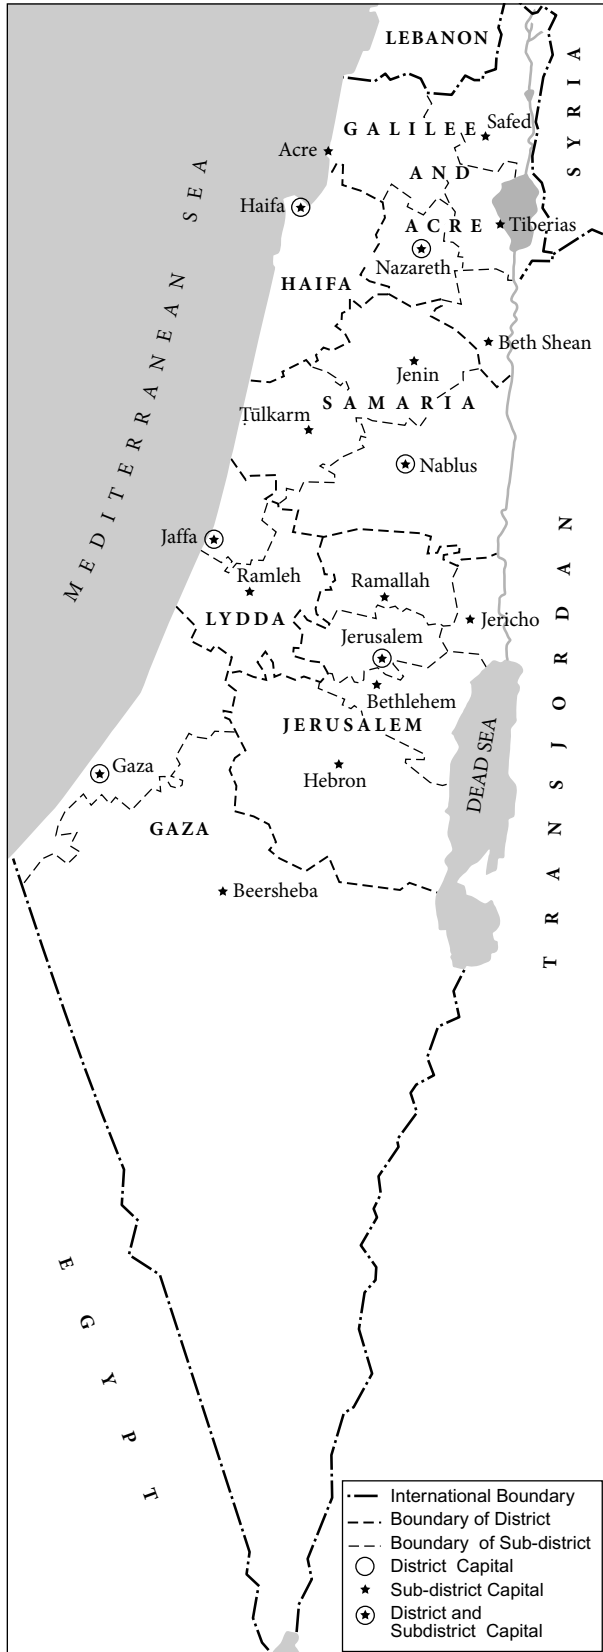 LEBANON
SYRIA
GALILEE
Safed
Acre
AND
MEDITERRANEAN SEA
Haifa
ACRE
Tiberias
Nazareth
HAIFA
Beth Shean
Jenin
SAMARIA
Tulkarm
Nablus
Jaffa
TRANSJORDAN
Ramleh
Ramallah
LYDDA
Jericho
Jerusalem
Bethlehem
JERUSALEM
DEAD SEA
Gaza
Hebron
GAZA
Beersheba
EGYPT
International Boundary
Boundary of District
Boundary of Sub-district
District Capital
Sub-district Capital
District and
Subdistrict Capital